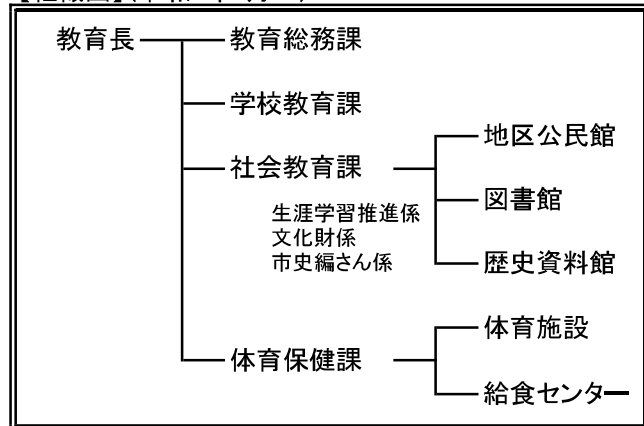 教育長
教育総務課
学校教育課
社会教育課
生涯学習推進係
文化財係
市史編さん係
地区公民館
図書館
歴史資料館
体育保健課
体育施設
給食センター